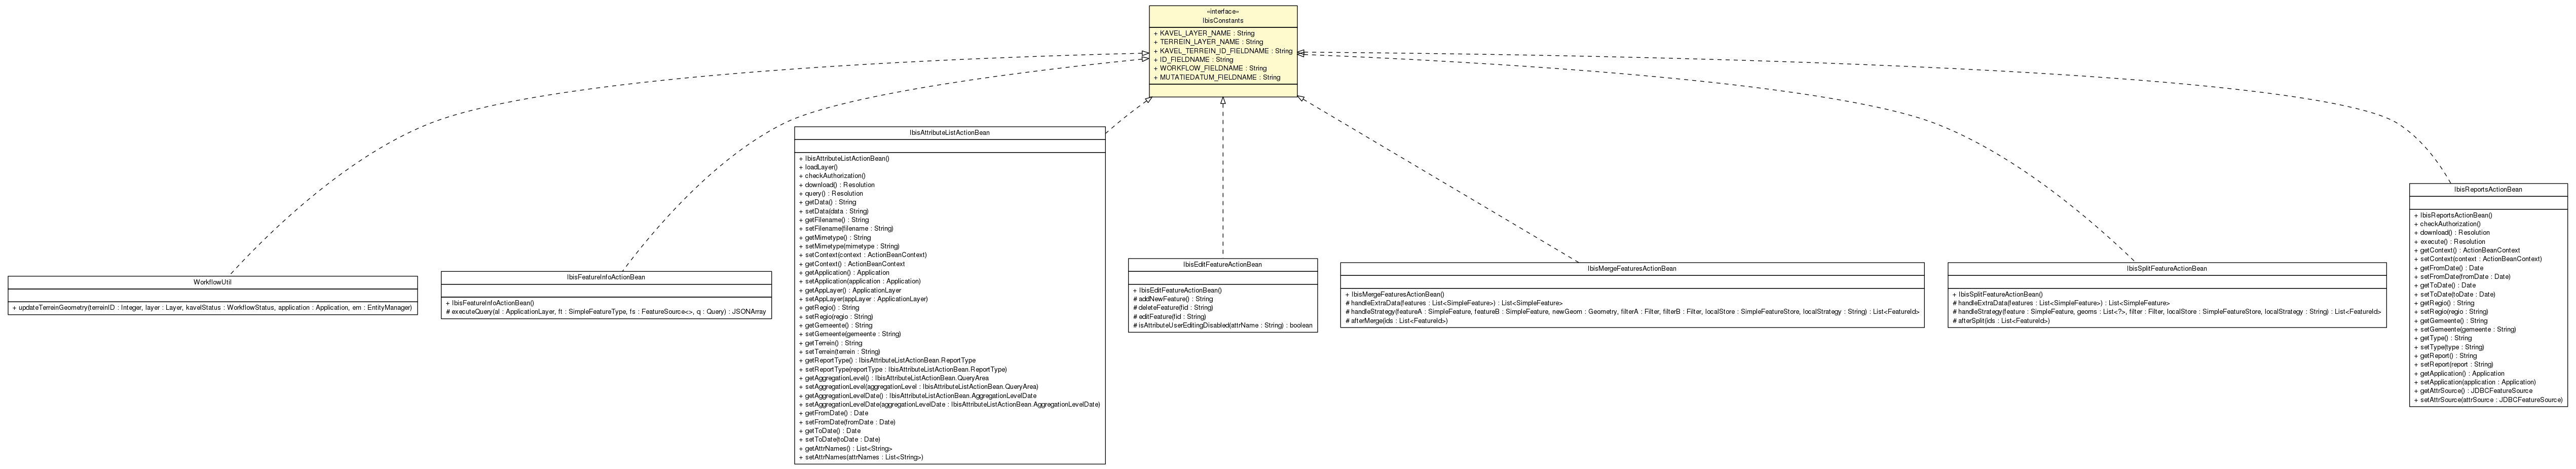 «interface»
IbisConstants
+ KAVEL_LAYER_NAME : String
+ TERREIN_LAYER_NAME : String
+ KAVEL_TERREIN_ID_FIELDNAME : String
+ ID_FIELDNAME : String
+ WORKFLOW_FIELDNAME : String
+ MUTATIEDATUM_FIELDNAME : String
WorkflowUtil
+ updateTerreinGeometry(terreinID : Integer, layer : Layer, kavelStatus : WorkflowStatus, application : Application, em : EntityManager)
IbisFeatureInfoActionBean
+ IbisFeatureInfoActionBean()
# executeQuery(al : ApplicationLayer, ft : SimpleFeatureType, fs : FeatureSource<>, q : Query) : JSONArray
IbisAttributeListActionBean
+ IbisAttributeListActionBean()
+ loadLayer()
+ checkAuthorization()
+ download() : Resolution
+ query() : Resolution
+ getData() : String
+ setData(data : String)
+ getFilename() : String
+ setFilename(filename : String)
+ getMimetype() : String
+ setMimetype(mimetype : String)
+ setContext(context : ActionBeanContext)
+ getContext() : ActionBeanContext
+ getApplication() : Application
+ setApplication(application : Application)
+ getAppLayer() : ApplicationLayer
+ setAppLayer(appLayer : ApplicationLayer)
+ getRegio() : String
+ setRegio(regio : String)
+ getGemeente() : String
+ setGemeente(gemeente : String)
+ getTerrein() : String
+ setTerrein(terrein : String)
+ getReportType() : IbisAttributeListActionBean.ReportType
+ setReportType(reportType : IbisAttributeListActionBean.ReportType)
+ getAggregationLevel() : IbisAttributeListActionBean.QueryArea
+ setAggregationLevel(aggregationLevel : IbisAttributeListActionBean.QueryArea)
+ getAggregationLevelDate() : IbisAttributeListActionBean.AggregationLevelDate
+ setAggregationLevelDate(aggregationLevelDate : IbisAttributeListActionBean.AggregationLevelDate)
+ getFromDate() : Date
+ setFromDate(fromDate : Date)
+ getToDate() : Date
+ setToDate(toDate : Date)
+ getAttrNames() : List<String>
+ setAttrNames(attrNames : List<String>)
IbisEditFeatureActionBean
+ IbisEditFeatureActionBean()
# addNewFeature() : String
# deleteFeature(fid : String)
# editFeature(fid : String)
# isAttributeUserEditingDisabled(attrName : String) : boolean
IbisMergeFeaturesActionBean
+ IbisMergeFeaturesActionBean()
# handleExtraData(features : List<SimpleFeature>) : List<SimpleFeature>
# handleStrategy(featureA : SimpleFeature, featureB : SimpleFeature, newGeom : Geometry, filterA : Filter, filterB : Filter, localStore : SimpleFeatureStore, localStrategy : String) : List<FeatureId>
# afterMerge(ids : List<FeatureId>)
IbisSplitFeatureActionBean
+ IbisSplitFeatureActionBean()
# handleExtraData(features : List<SimpleFeature>) : List<SimpleFeature>
# handleStrategy(feature : SimpleFeature, geoms : List<?>, filter : Filter, localStore : SimpleFeatureStore, localStrategy : String) : List<FeatureId>
# afterSplit(ids : List<FeatureId>)
IbisReportsActionBean
+ IbisReportsActionBean()
+ checkAuthorization()
+ download() : Resolution
+ execute() : Resolution
+ getContext() : ActionBeanContext
+ setContext(context : ActionBeanContext)
+ getFromDate() : Date
+ setFromDate(fromDate : Date)
+ getToDate() : Date
+ setToDate(toDate : Date)
+ getRegio() : String
+ setRegio(regio : String)
+ getGemeente() : String
+ setGemeente(gemeente : String)
+ getType() : String
+ setType(type : String)
+ getReport() : String
+ setReport(report : String)
+ getApplication() : Application
+ setApplication(application : Application)
+ getAttrSource() : JDBCFeatureSource
+ setAttrSource(attrSource : JDBCFeatureSource)